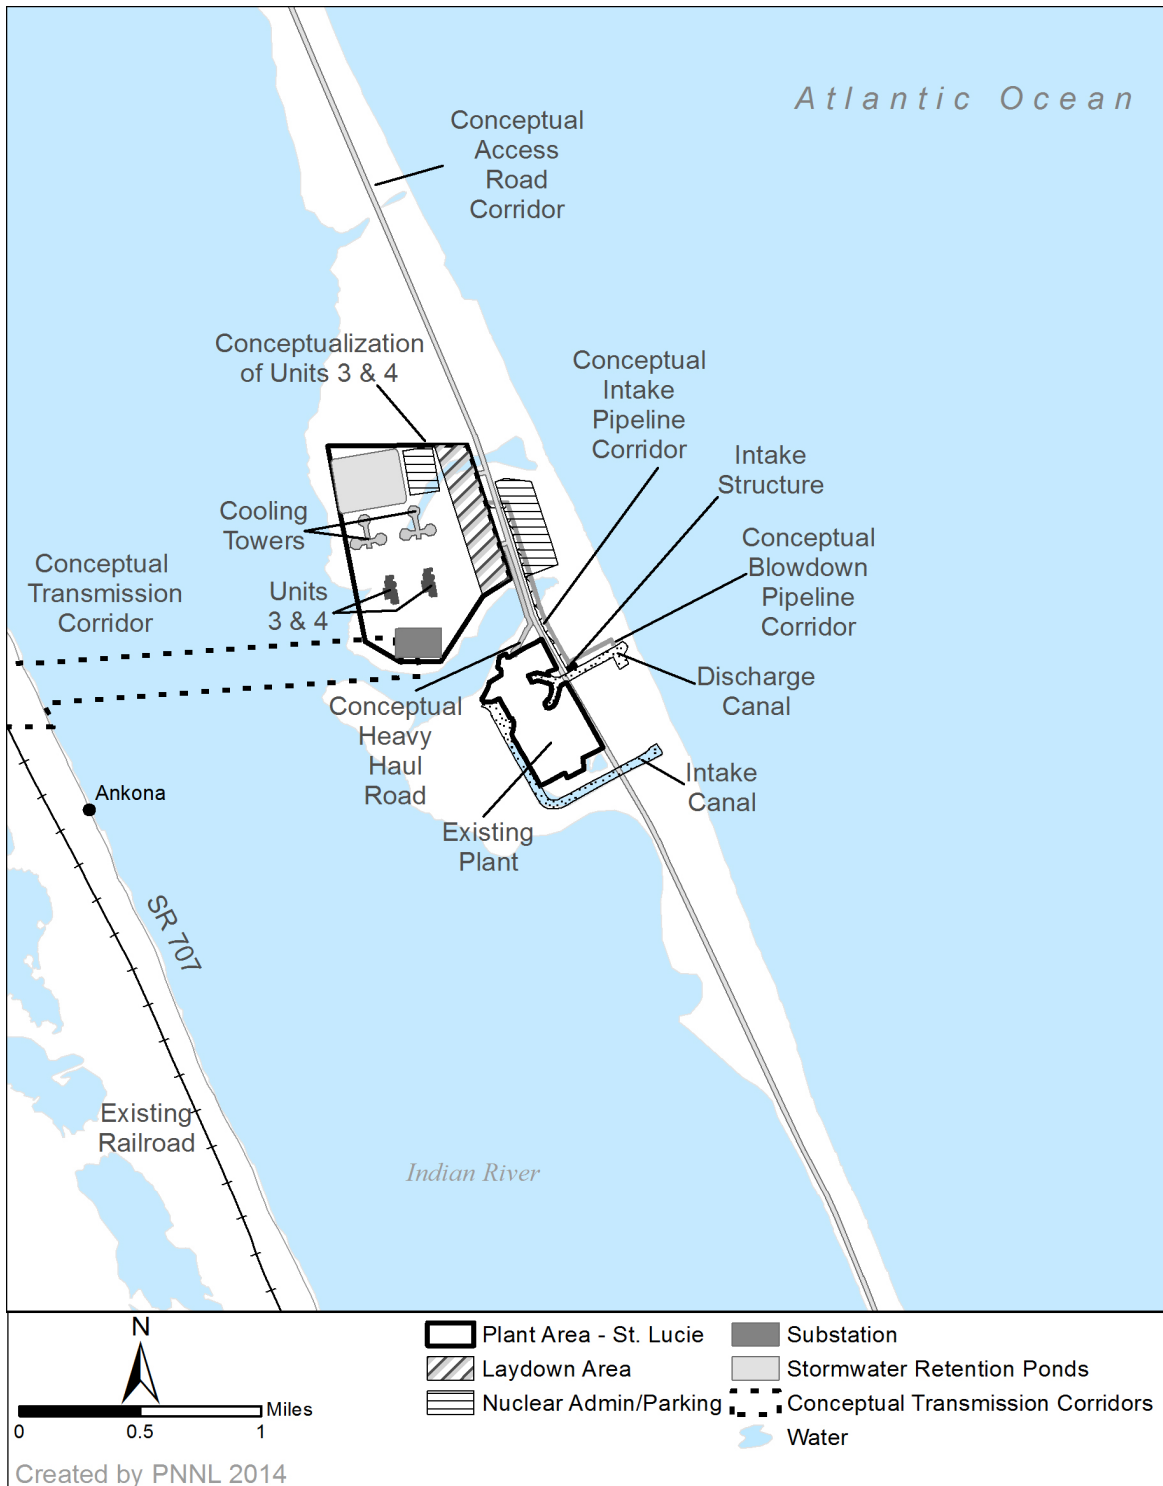 Atlantic Ocean
Conceptual
Access
Road
Corridor
Conceptualization
of Units 3 & 4
Conceptual
Intake
Pipeline
Corridor
Intake
Structure
Cooling
Towers
Conceptual
Blowdown
Pipeline
Corridor
Conceptual
Transmission
Corridor
Units
3 & 4
Discharge
Canal
Conceptual
Heavy
Haul
Road
Intake
Canal
Ankona
Existing
Plant
SR 707
Existing
Railroad
Indian River
N
Miles
0
0.5
1
Plant Area - St. Lucie
Laydown Area
Nuclear Admin/Parking
Substation
Stormwater Retention Ponds
Conceptual Transmission Corridors
Water
Created by PNNL 2014